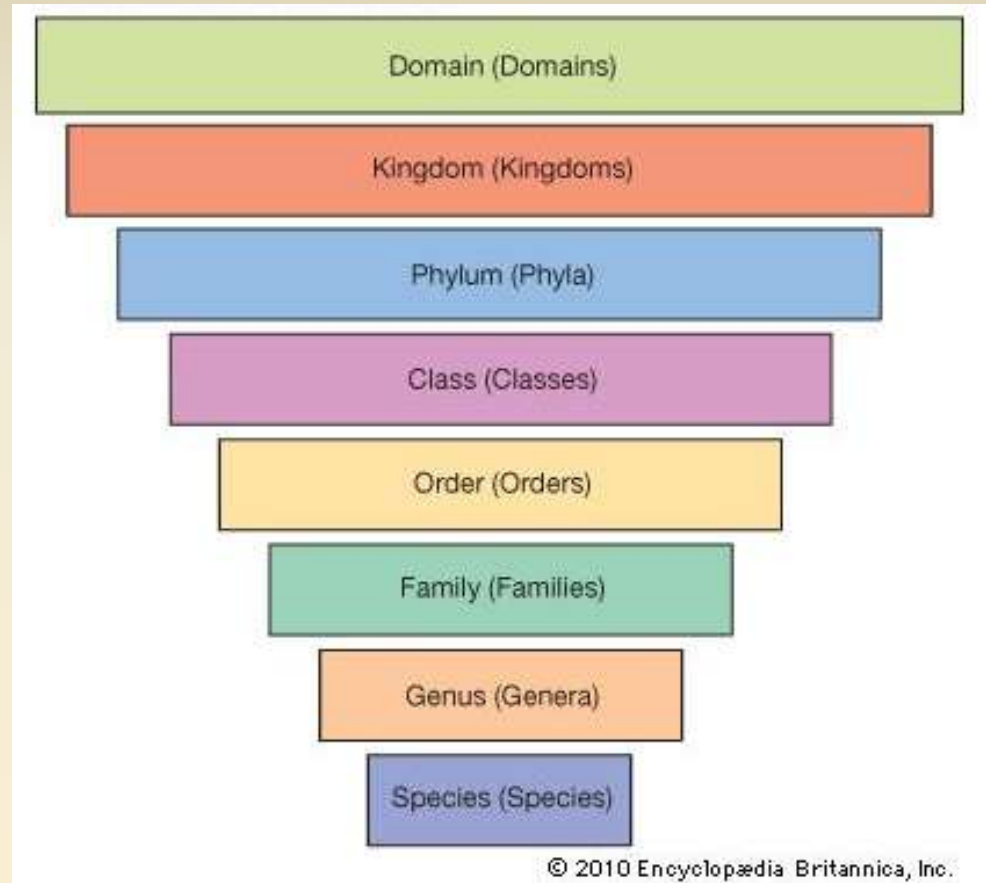 Domain (Domains)
Kingdom (Kingdoms)
Phylum (Phyla)
Class (Classes)
Order (Orders)
Family (Families)
Genus (Genera)
Species (Species)
© 2010 Encyclopædia Britannica, Inc.